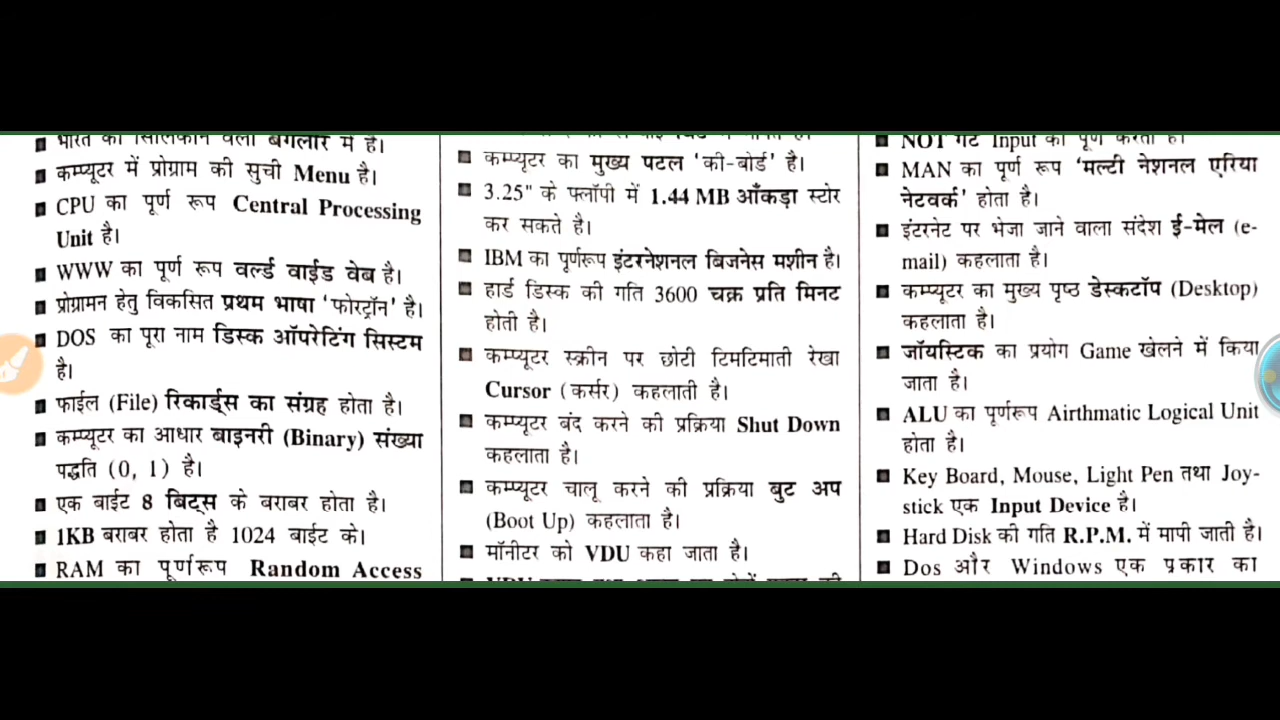 भारत का सिलिकॉन वैली बंगलोर में है।
कम्प्यूटर में प्रोग्राम की सुची Menu है।
CPU का पूर्ण रूप Central Processing
Unit है।
WWW का पूर्ण रूप वर्ल्ड वाईड वेब है।
प्रोग्रामन हेतु विकसित प्रथम भाषा 'फोरट्रॉन' है।
DOS का पूरा नाम डिस्क ऑपरेटिंग सिस्टम
है।
फाईल (File) रिकार्ड्स का संग्रह होता है।
कम्प्यूटर का आधार बाइनरी (Binary) संख्या
पद्धति (0, 1) है।
एक बाईट 8 बिट्स के बराबर होता है।
1KB बराबर होता है 1024 बाईट के।
RAM का पूर्णरूप Random Access
कम्प्यूटर का मुख्य पटल 'की-बोर्ड' है।
3.25" के फ्लॉपी में 1.44 MB आँकड़ा स्टोर
कर सकते है।
IBM का पूर्णरूप इंटरनेशनल बिजनेस मशीन है।
हार्ड डिस्क की गति 3600 चक्र प्रति मिनट
होती है।
कम्प्यूटर स्क्रीन पर छोटी टिमटिमाती रेखा
Cursor (कर्सर) कहलाती है।
कम्प्यूटर बंद करने की प्रक्रिया Shut Down
कहलाता है।
कम्प्यूटर चालू करने की प्रक्रिया बुट अप
(Boot Up) कहलाता है।
मॉनीटर को VDU कहा जाता है।
NOT गेट Input को पूर्ण करता है।
MAN का पूर्ण रूप 'मल्टी नेशनल एरिया
नेटवर्क' होता है।
इंटरनेट पर भेजा जाने वाला संदेश ई-मेल (e-
mail) कहलाता है।
कम्प्यूटर का मुख्य पृष्ठ डेस्कटॉप (Desktop)
कहलाता है।
जॉयस्टिक का प्रयोग Game खेलने में किया
जाता है।
ALU का पूर्णरूप Airthmatic Logical Unit
होता है।
Key Board, Mouse, Light Pen तथा Joy-
stick एक Input Device है।
Hard Disk की गति R.P.M. में मापी जाती है।
Dos और Windows एक प्रकार का